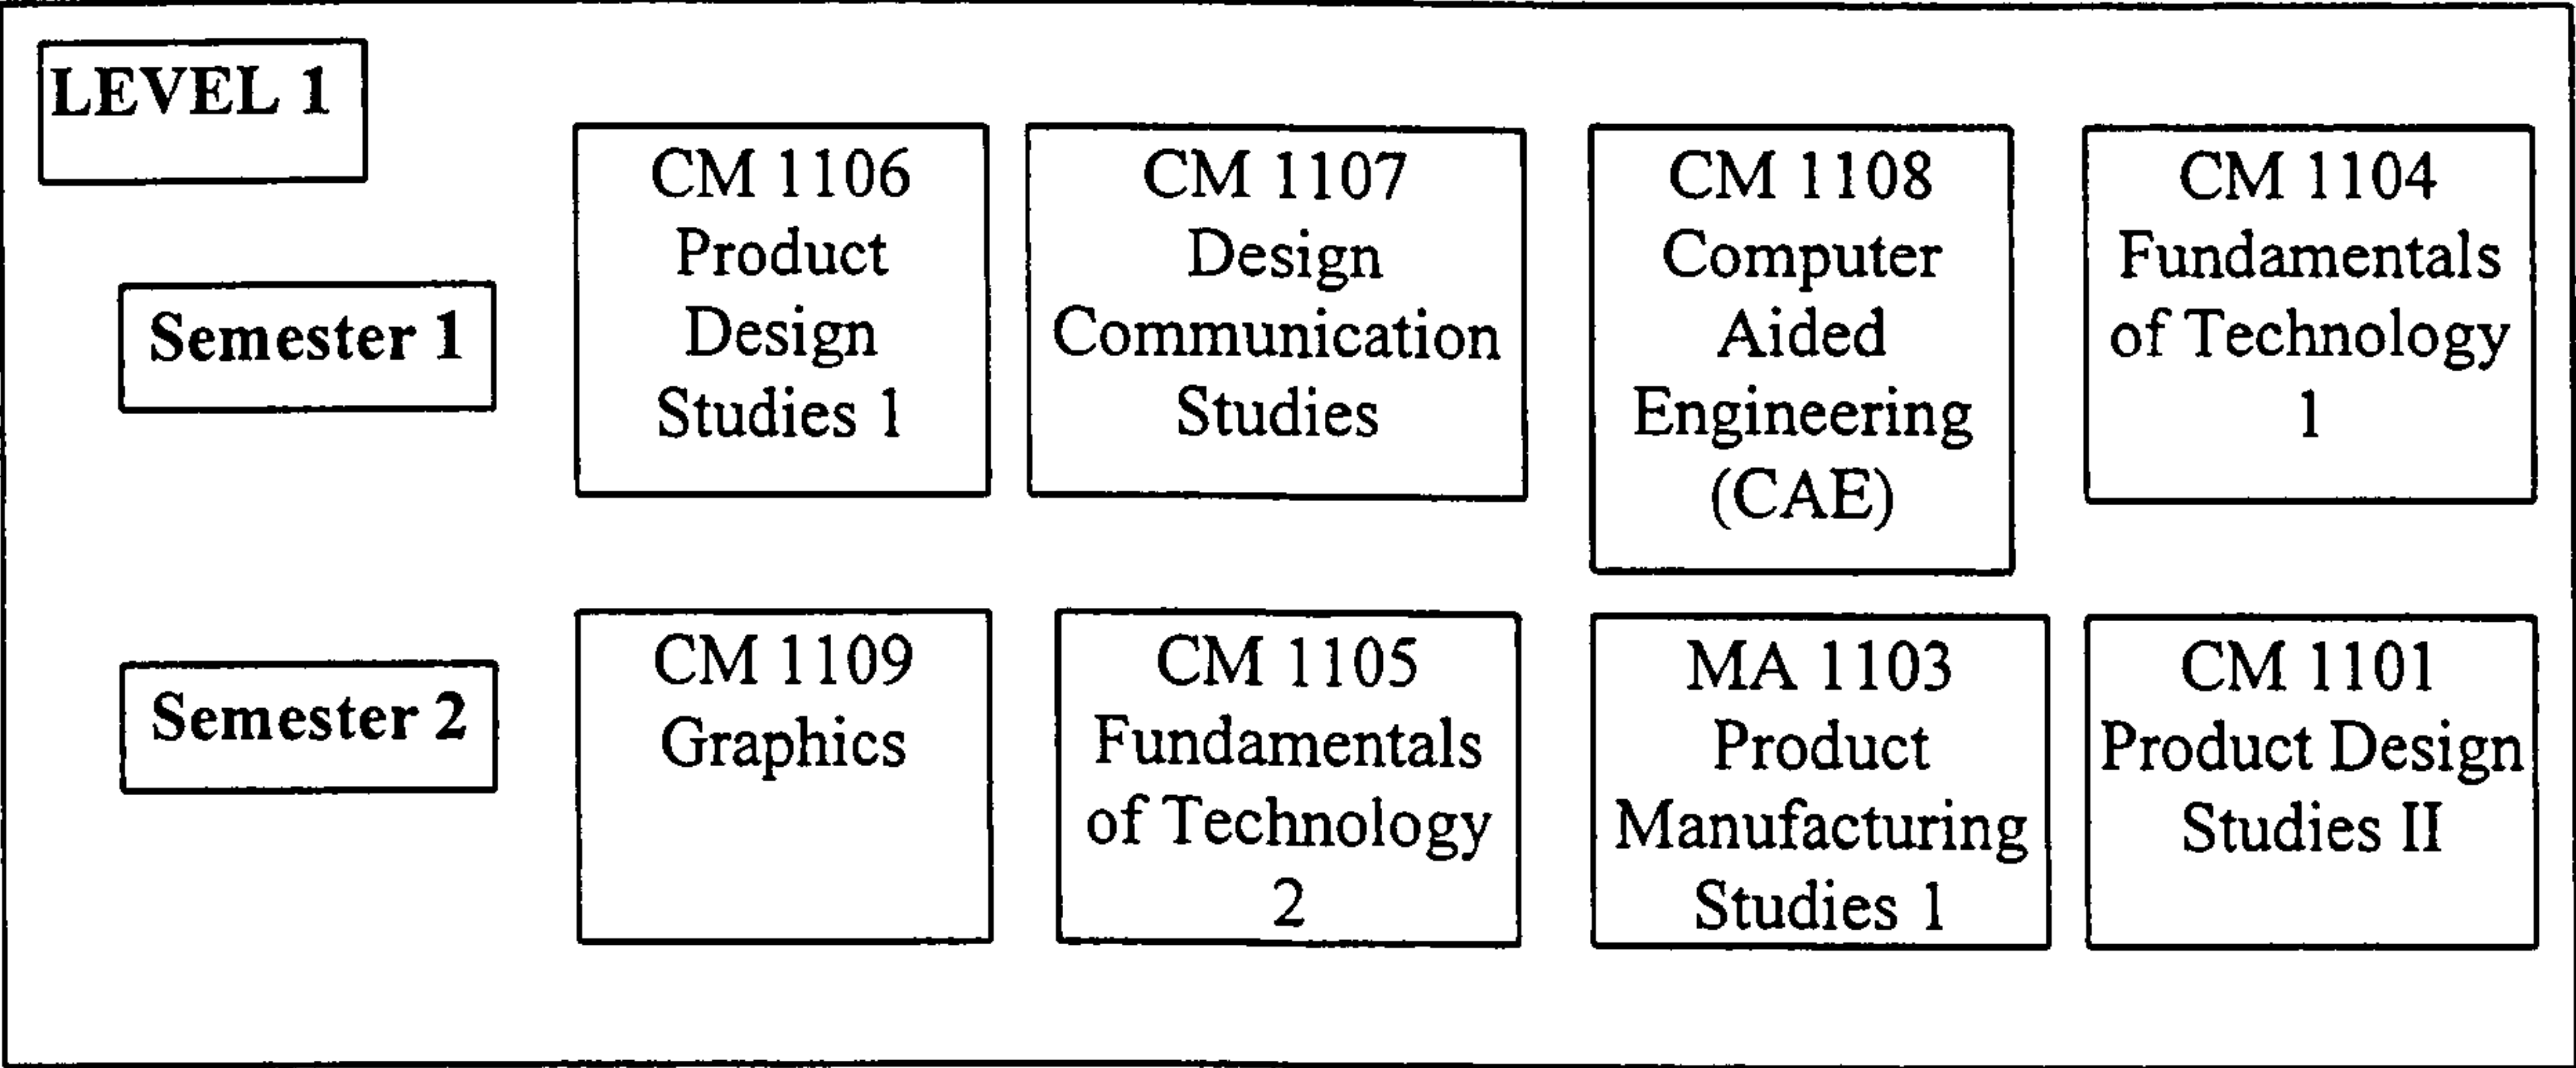 LEVEL 1
Semester 1
CM 1106
Product
Design
Studies 1
CM 1107
Design
Communication
Studies
CM 1108
Computer
Aided
Engineering
(CAE)
CM 1104
Fundamentals
of Technology
1
Semester 2
CM 1109
Graphics
CM 1105
Fundamentals
of Technology
2
MA 1103
Product
Manufacturing
Studies 1
CM 1101
Product Design
Studies II